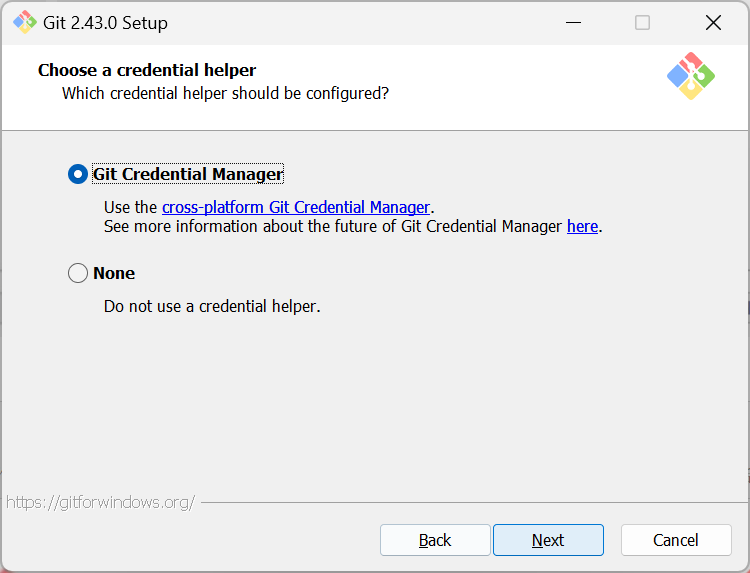 Git 2.43.0 Setup
Choose a credential helper
Which credential helper should be configured?
Git Credential Manager
Use the cross-platform Git Credential Manager.
See more information about the future of Git Credential Manager here.
None
Do not use a credential helper.
https://gitforwindows.org/
Back Next Cancel